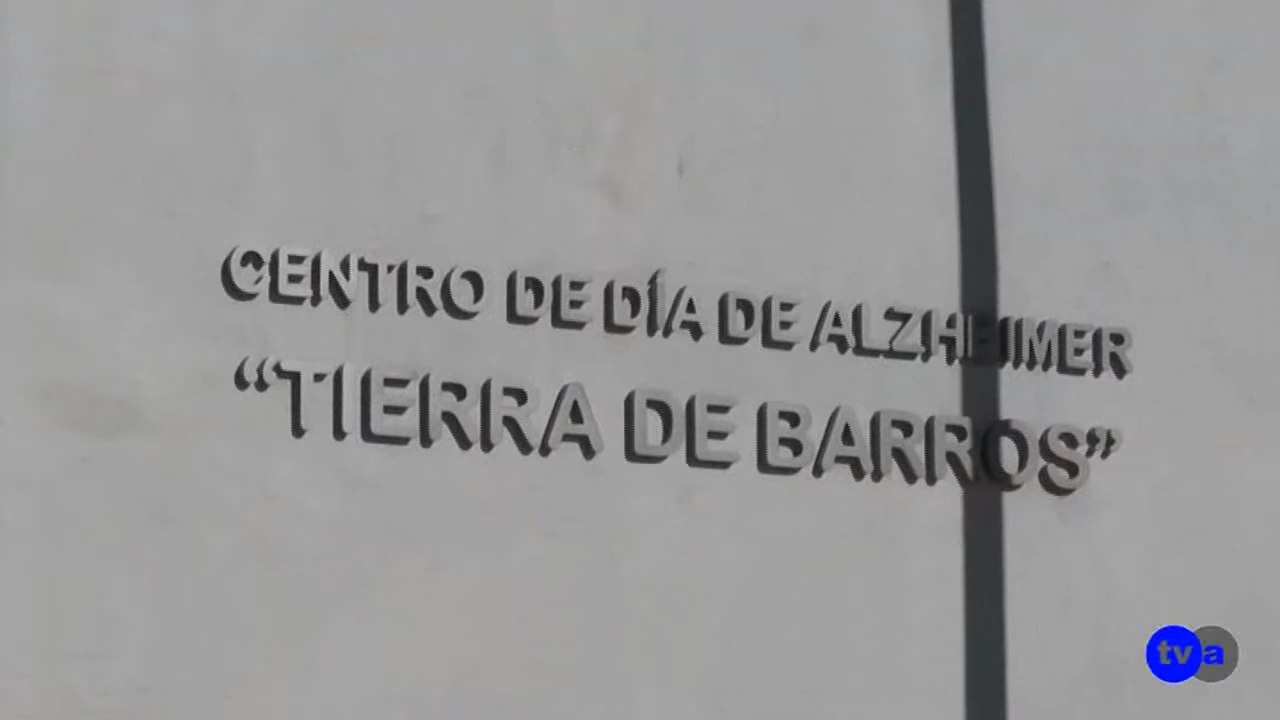 CENTRO DE DÍA DE ALZHEIMER
“TIERRA DE BARROS”
tva